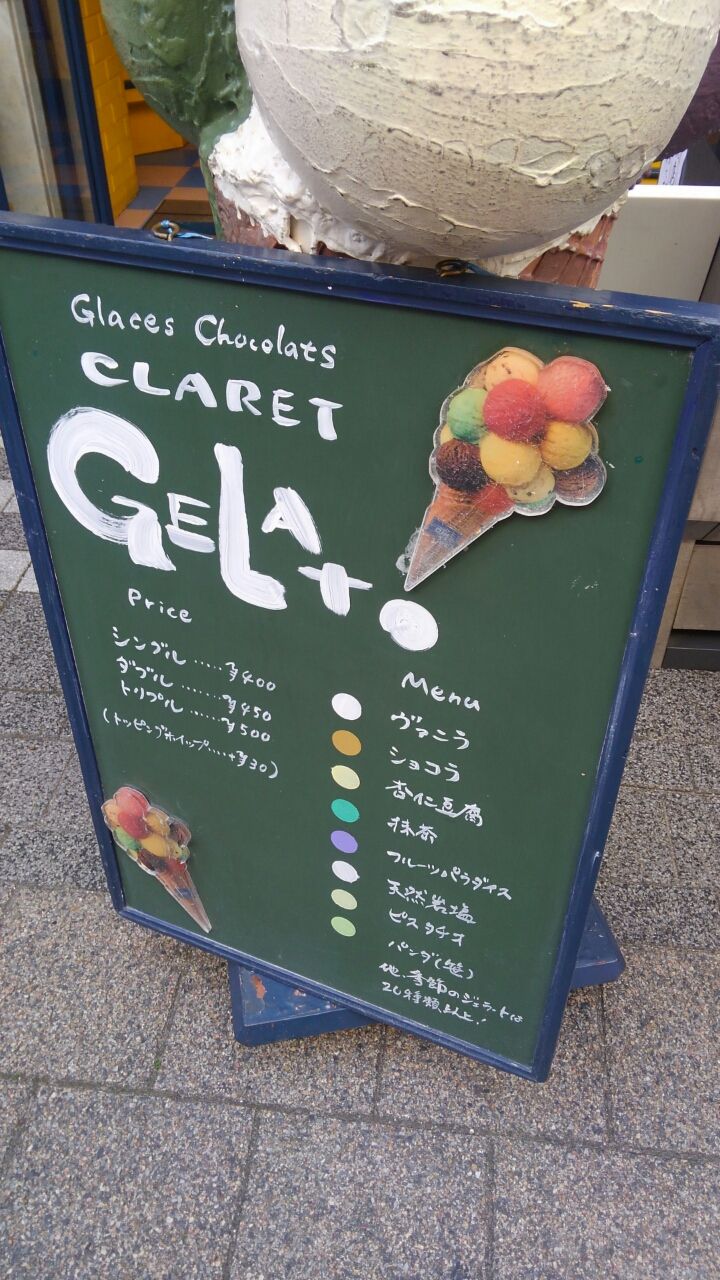 Glaces Chocolats
CLARET
GELATO
Price
シングル ...... ¥400
ダブル ....... ¥450
トリプル ...... ¥500
(トッピングホイップ....+¥30)
Menu
ヴァニラ
ショコラ
杏仁豆腐
抹茶
フルーツパラダイス
天然岩塩
ピスタチオ
パンダ(笹)
他、季節のジェラートは
20種類以上!